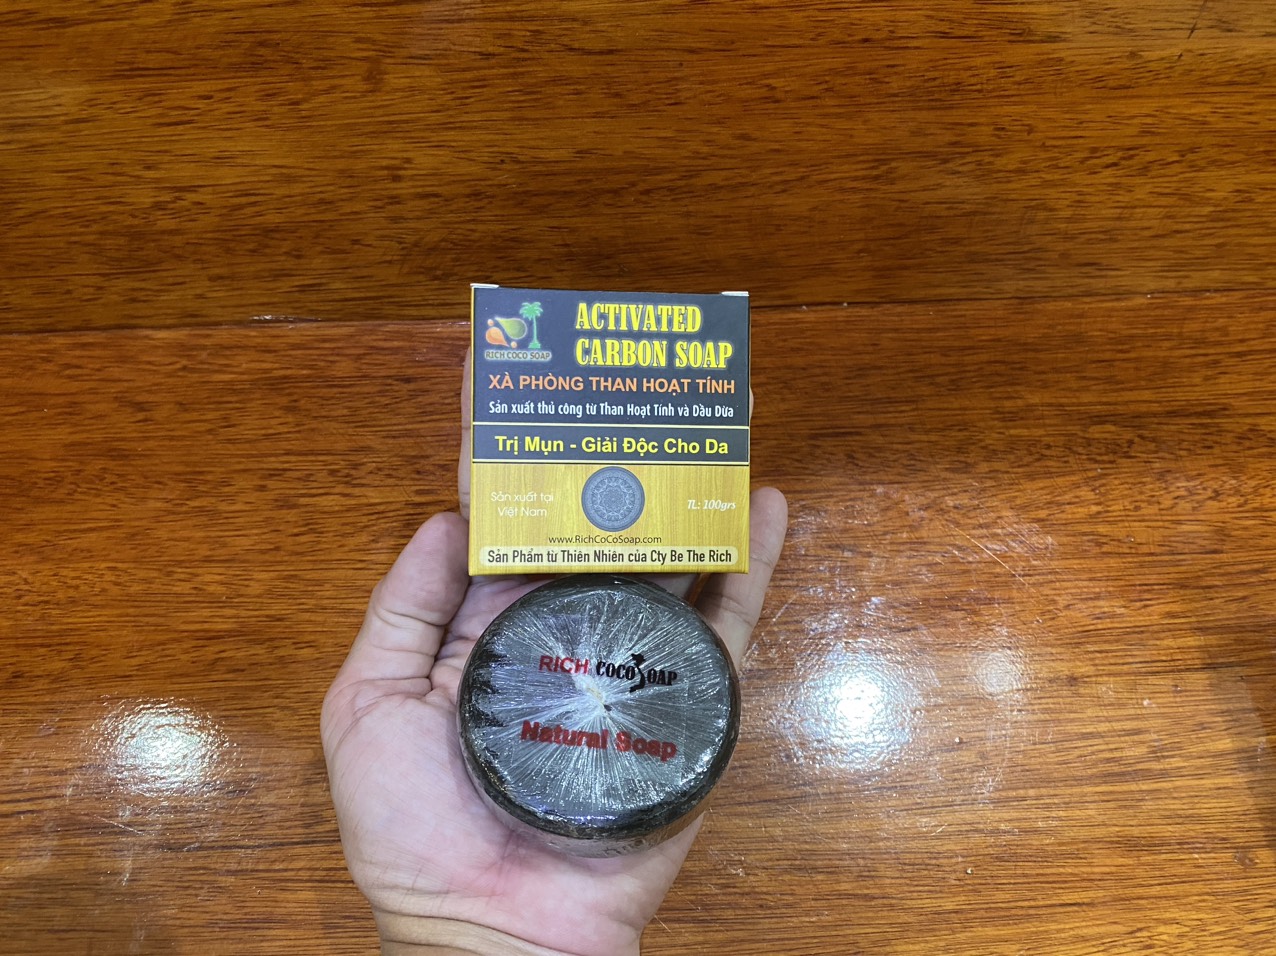 ACTIVATED
CARBON SOAP
RICH COCO SOAP
XÀ PHÒNG THAN HOẠT TÍNH
Sản xuất thủ công từ Than Hoạt Tính và Dầu Dừa
Trị Mụn - Giải Độc Cho Da
Sản xuất tại
Việt Nam
TL: 100grs
www.RichCoCoSoap.com
Sản Phẩm từ Thiên Nhiên của Cty Be The Rich
RICH COCOSOAP
Natural Soap